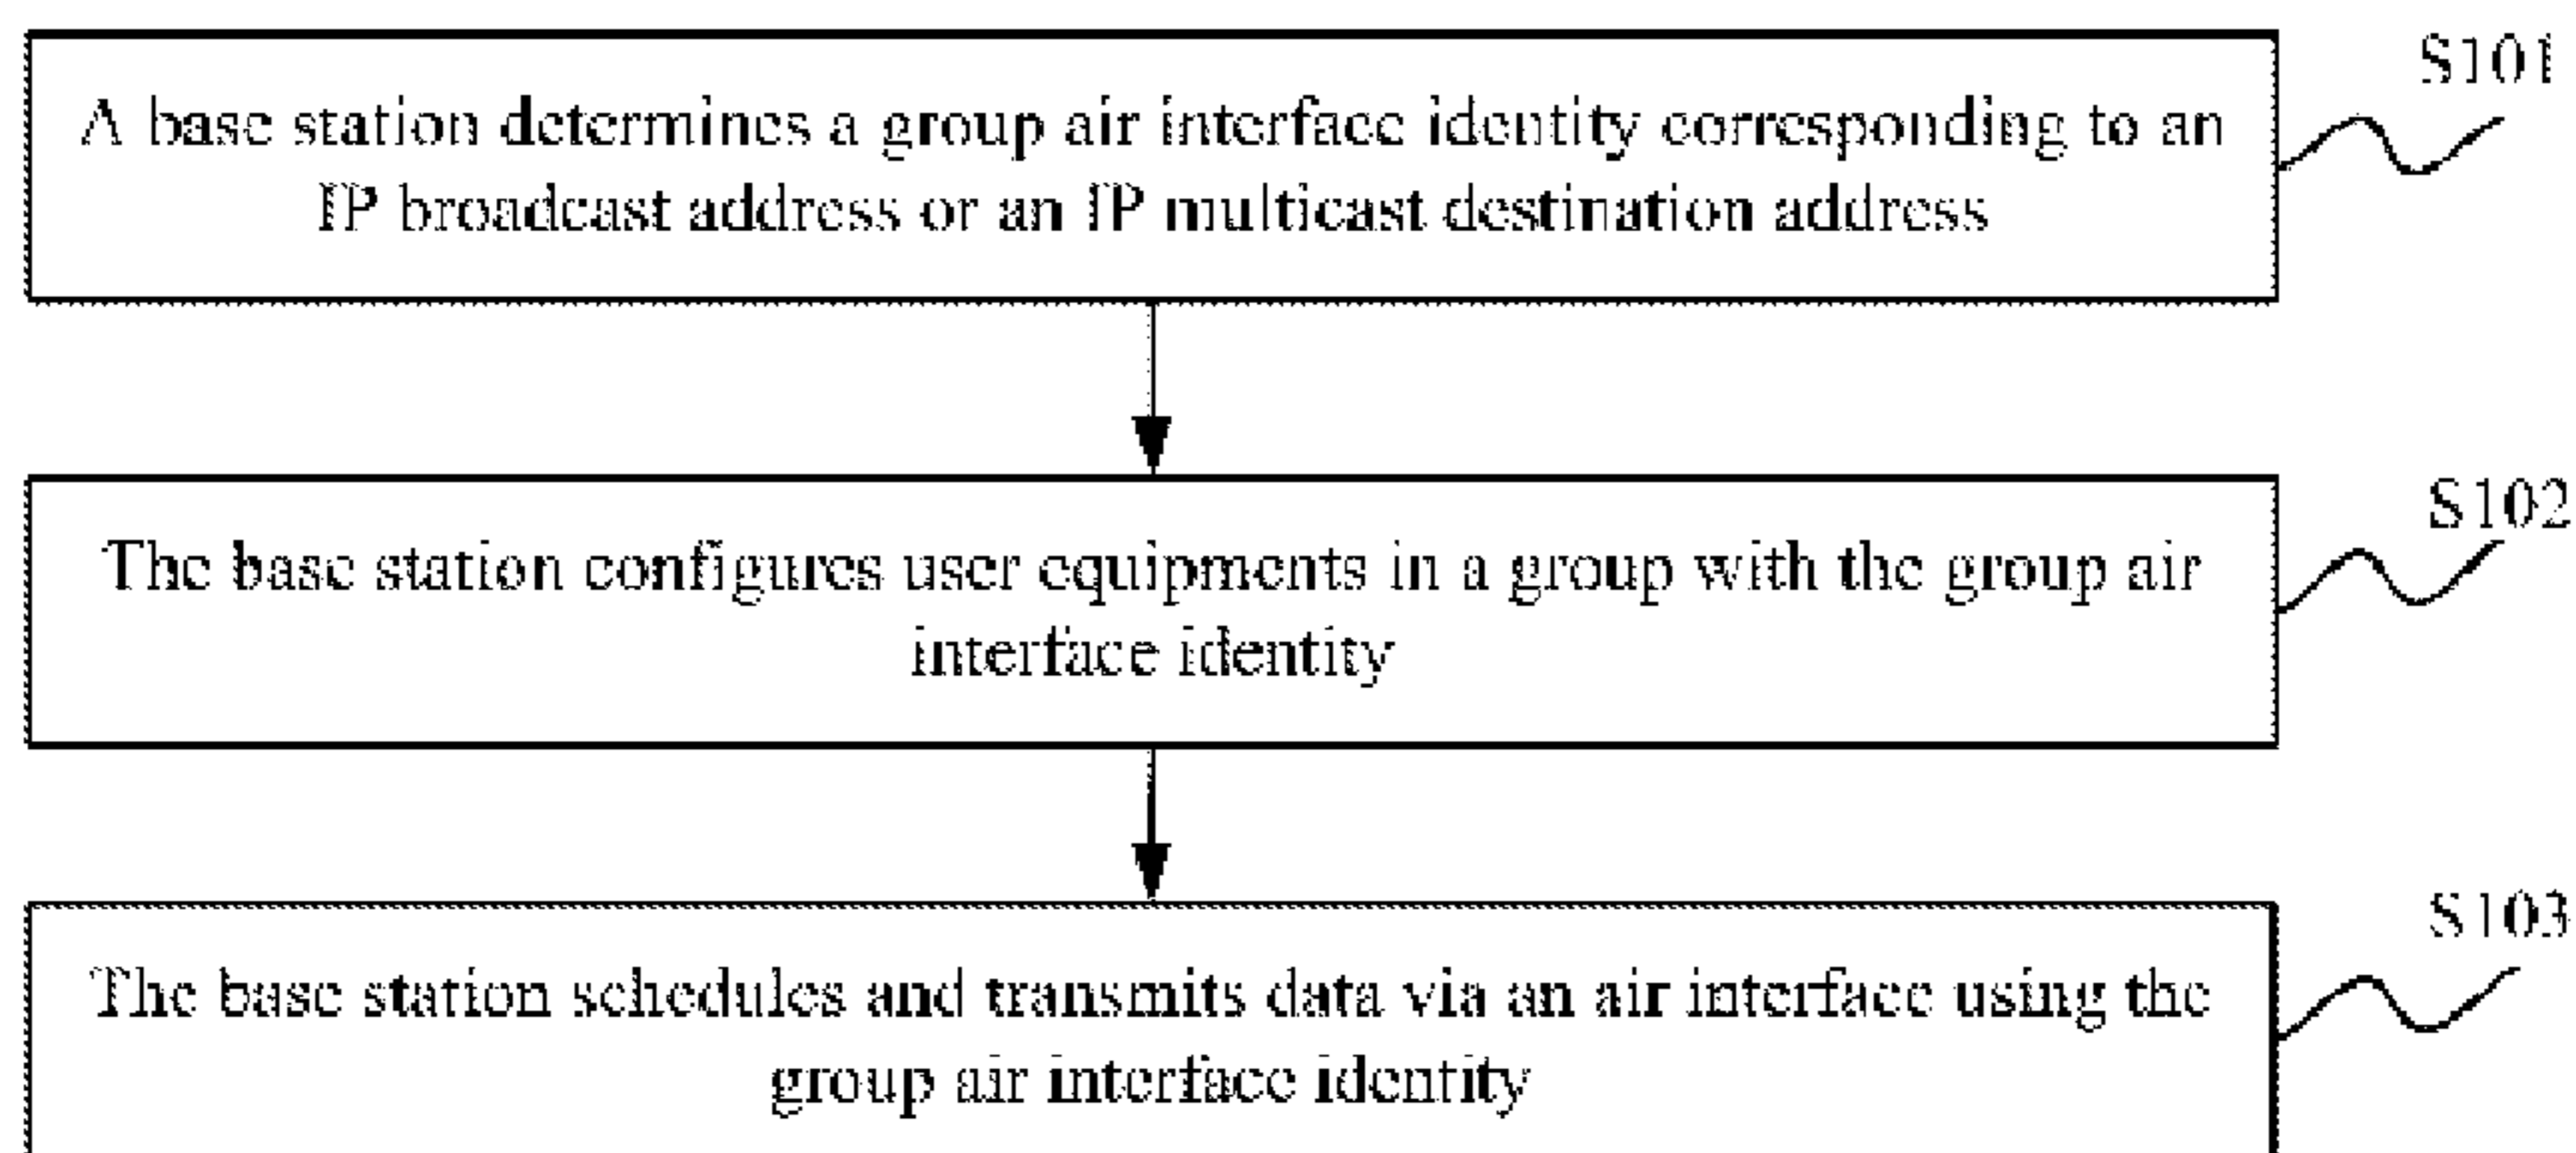 S101
A base station determines a group air interface identity corresponding to an
IP broadcast address or an IP multicast destination address
S102
The base station configures user equipments in a group with the group air
interface identity
S103
The base station schedules and transmits data via an air interface using the
group air interface identity